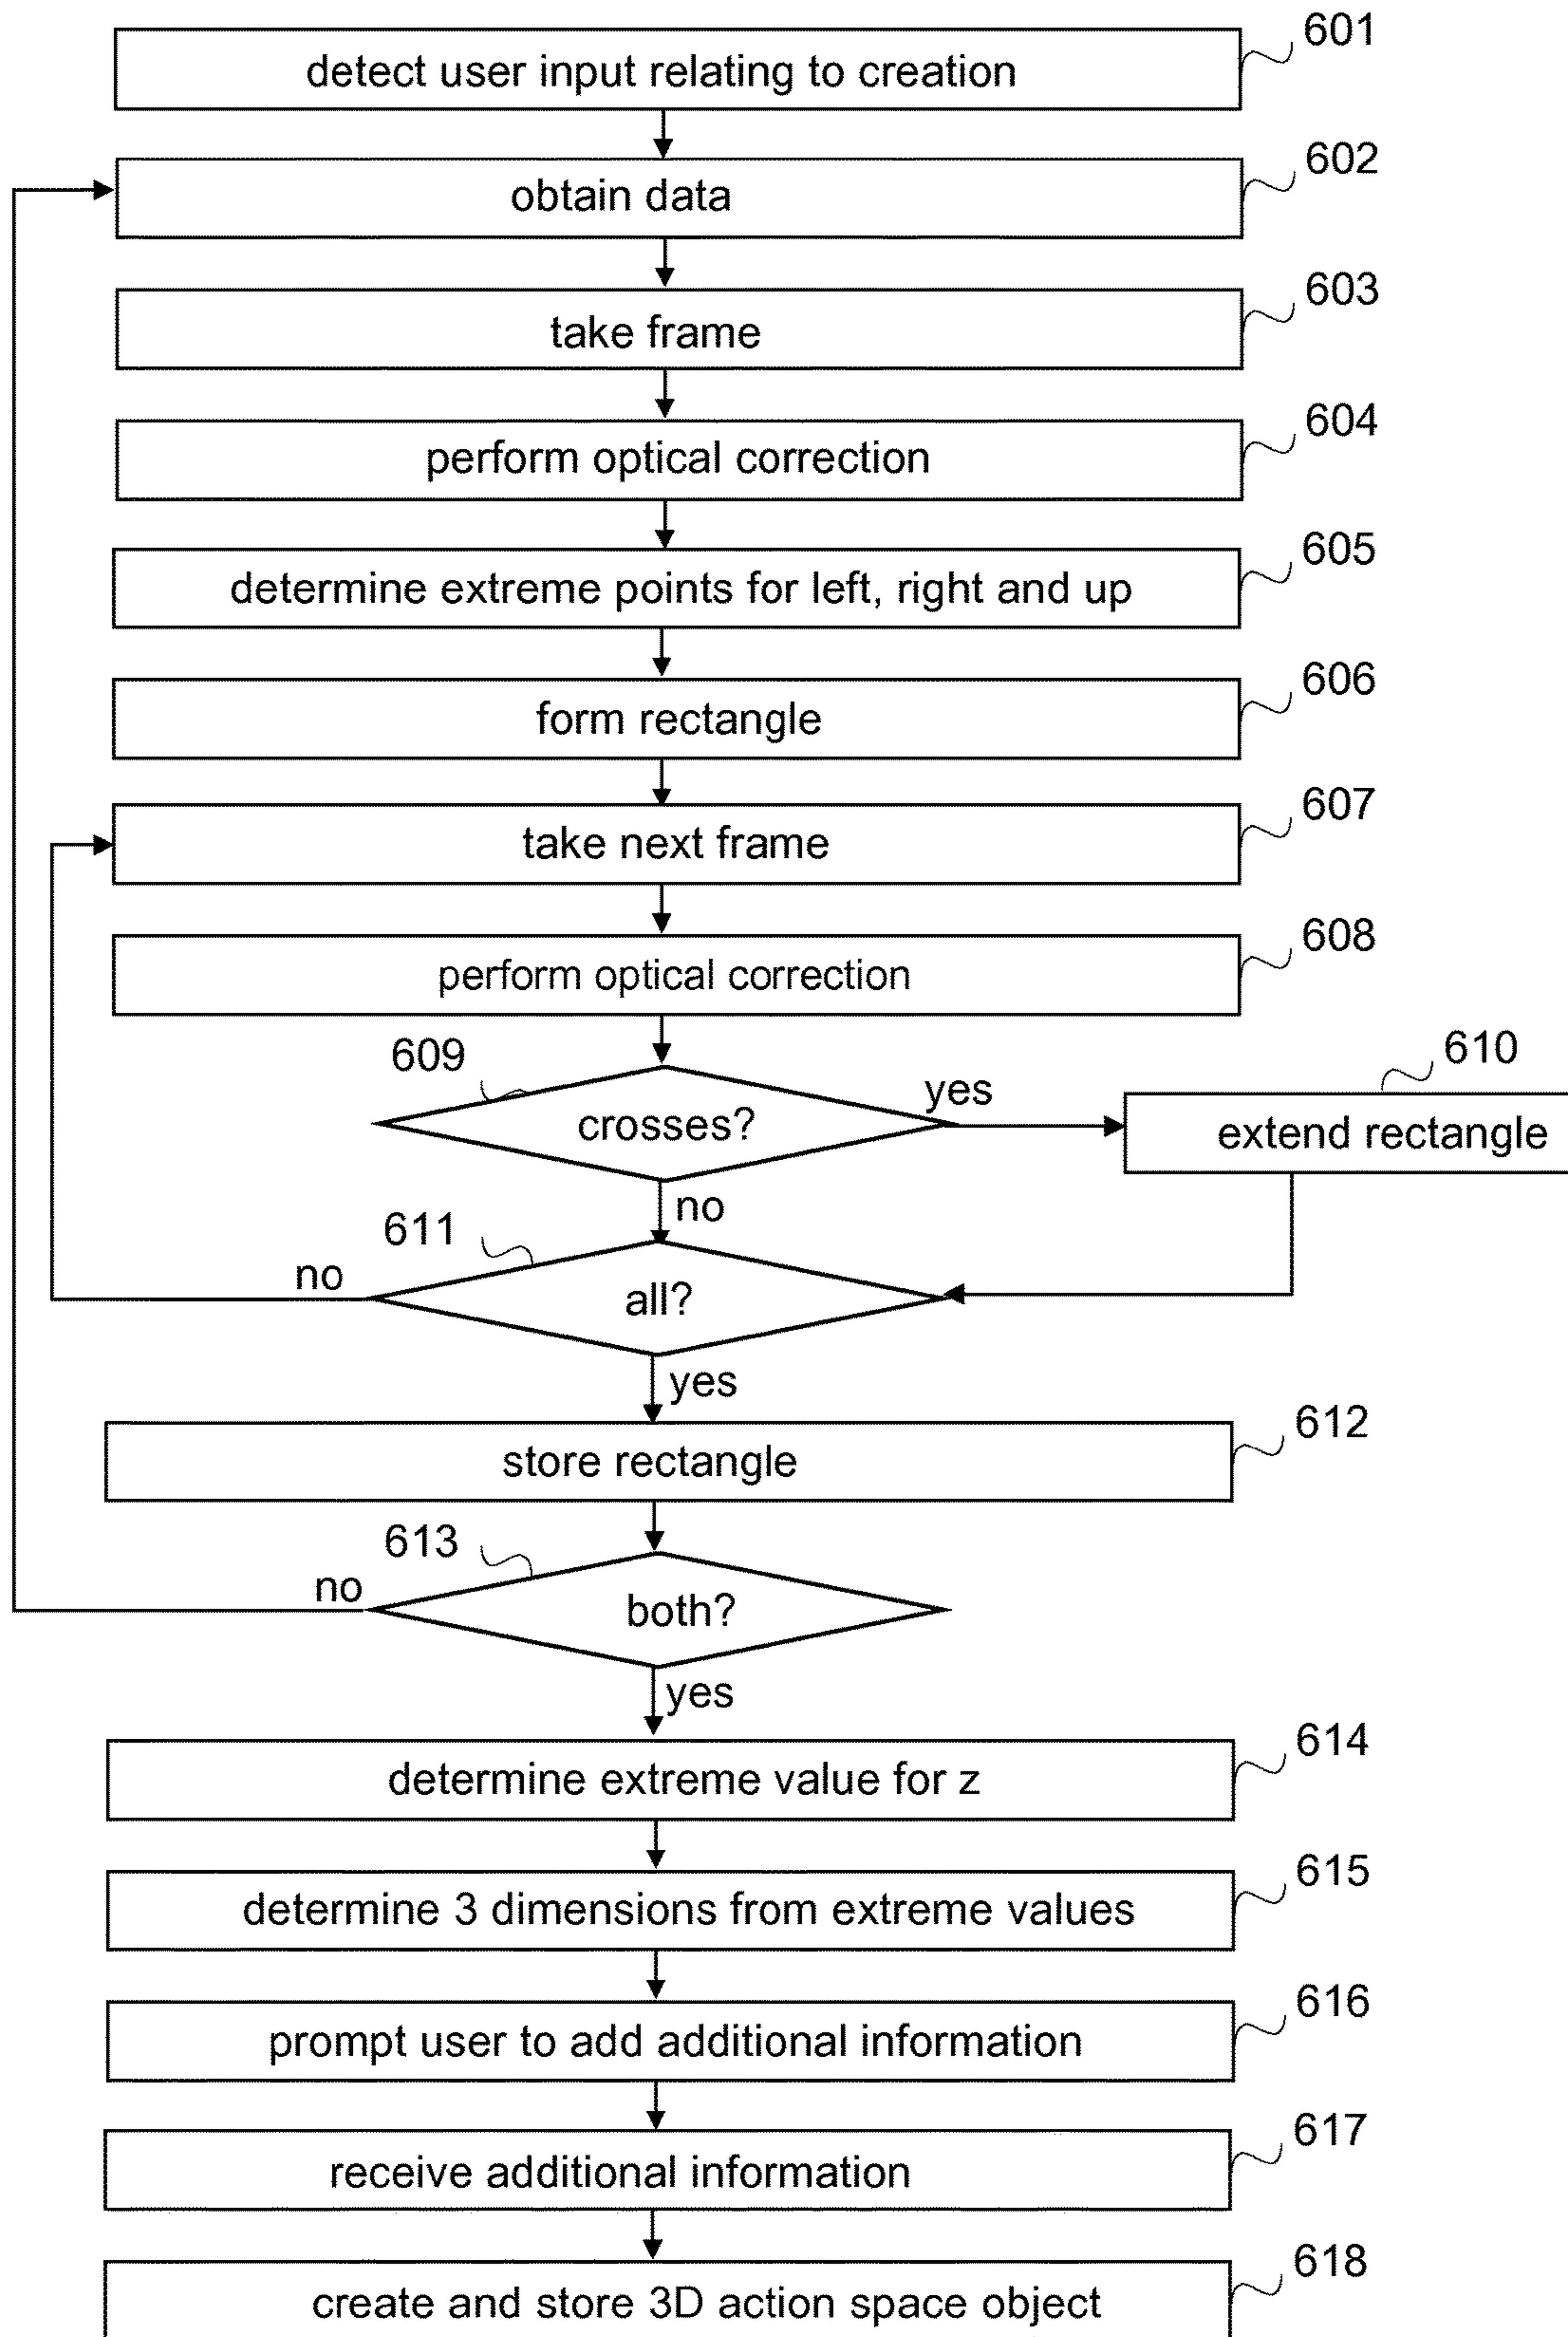 601
detect user input relating to creation
602
obtain data
603
take frame
604
perform optical correction
605
determine extreme points for left, right and up
606
form rectangle
607
take next frame
608
perform optical correction
609
crosses?
yes
610
extend rectangle
no
611
no
all?
yes
612
store rectangle
613
no
both?
yes
614
determine extreme value for z
615
determine 3 dimensions from extreme values
616
prompt user to add additional information
617
receive additional information
618
create and store 3D action space object